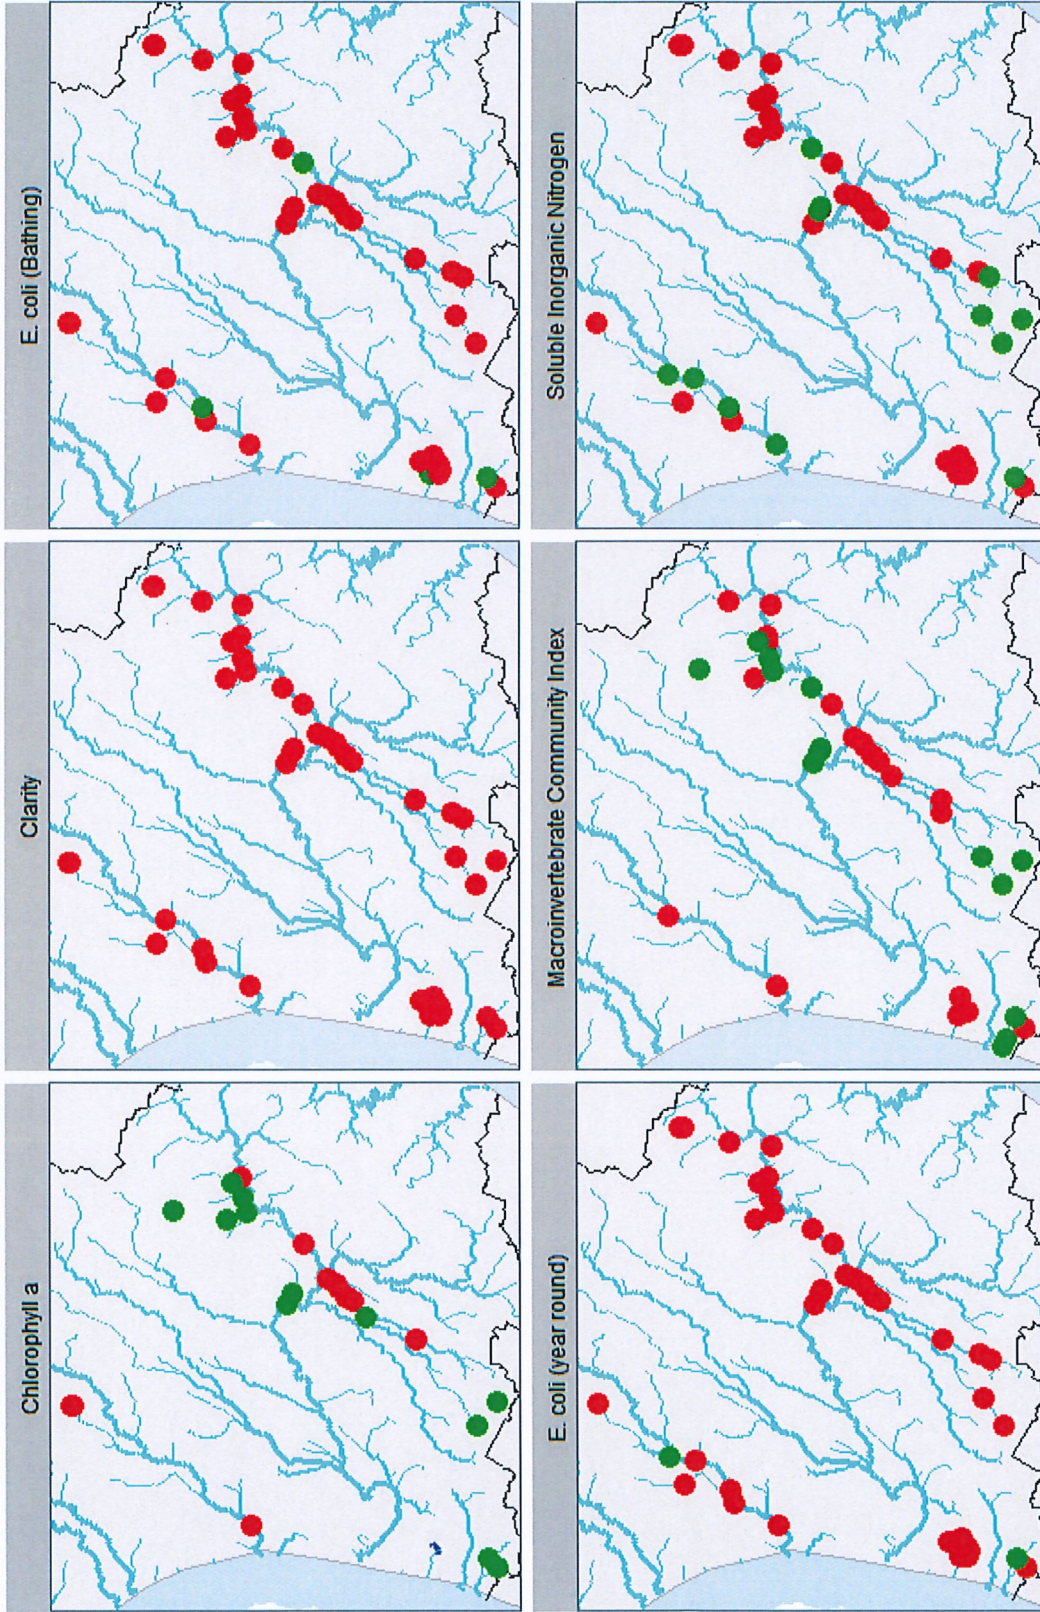 Chlorophyll a
Clarity
E. coli (Bathing)
E. coli (year round)
Macroinvertebrate Community Index
Soluble Inorganic Nitrogen